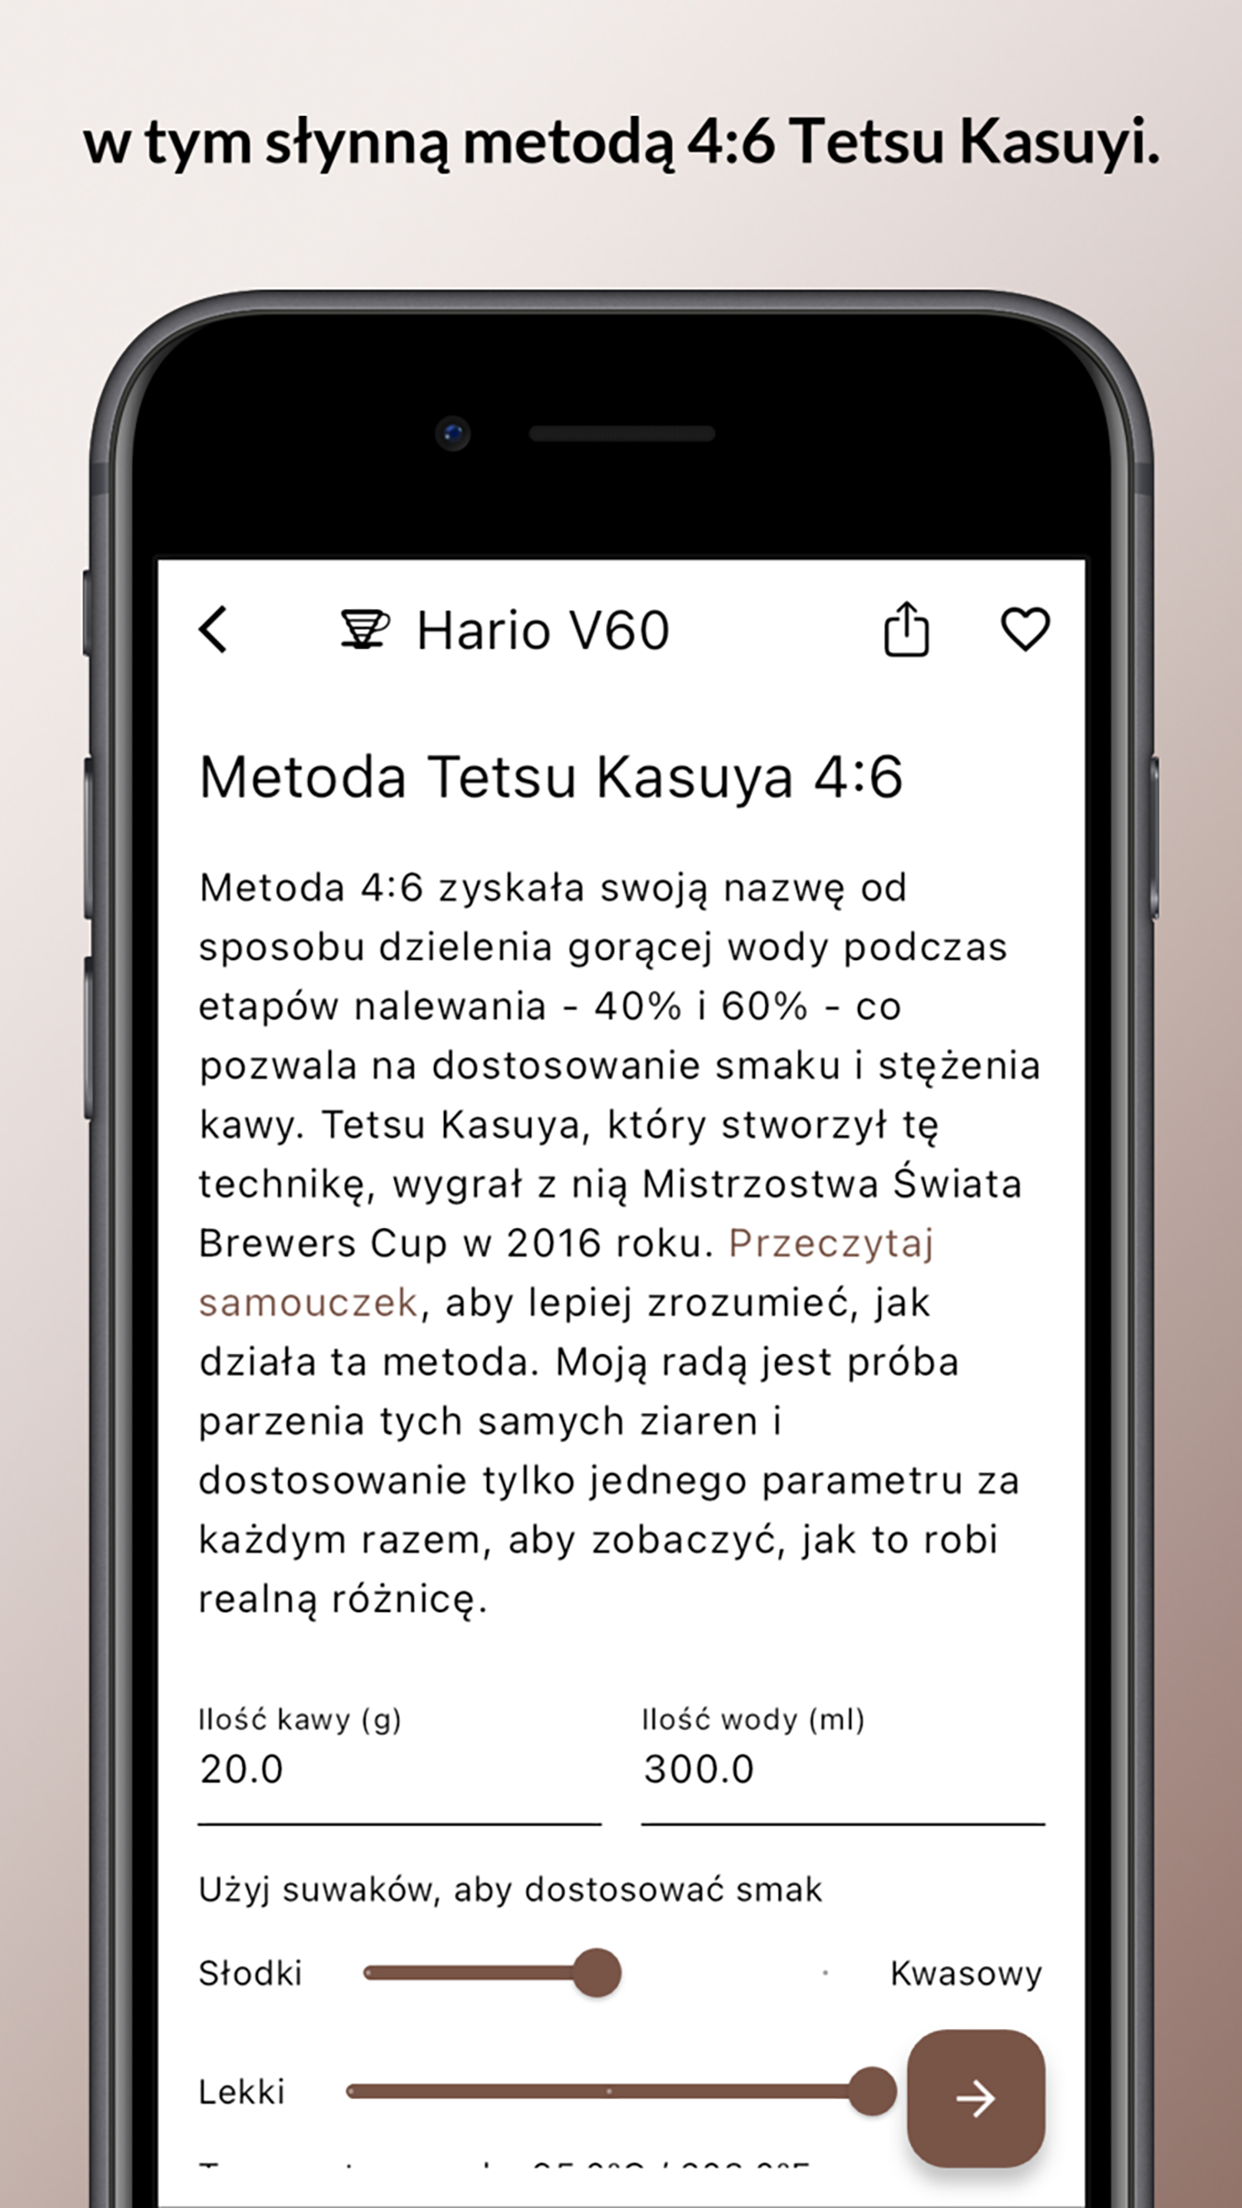 w tym słynną metodą 4:6 Tetsu Kasuyi.
Hario V60
Metoda Tetsu Kasuya 4:6
Metoda 4:6 zyskała swoją nazwę od
sposobu dzielenia gorącej wody podczas
etapów nalewania - 40% i 60% - co
pozwala na dostosowanie smaku i stężenia
kawy. Tetsu Kasuya, który stworzył tę
technikę, wygrał z nią Mistrzostwa Świata
Brewers Cup w 2016 roku. Przeczytaj
samouczek, aby lepiej zrozumieć, jak
działa ta metoda. Moją radą jest próba
parzenia tych samych ziaren i
dostosowanie tylko jednego parametru za
każdym razem, aby zobaczyć, jak to robi
realną różnicę.
Ilość kawy (g) Ilość wody (ml)
20.0 300.0
Użyj suwaków, aby dostosować smak
Słodki Kwasowy
Lekki